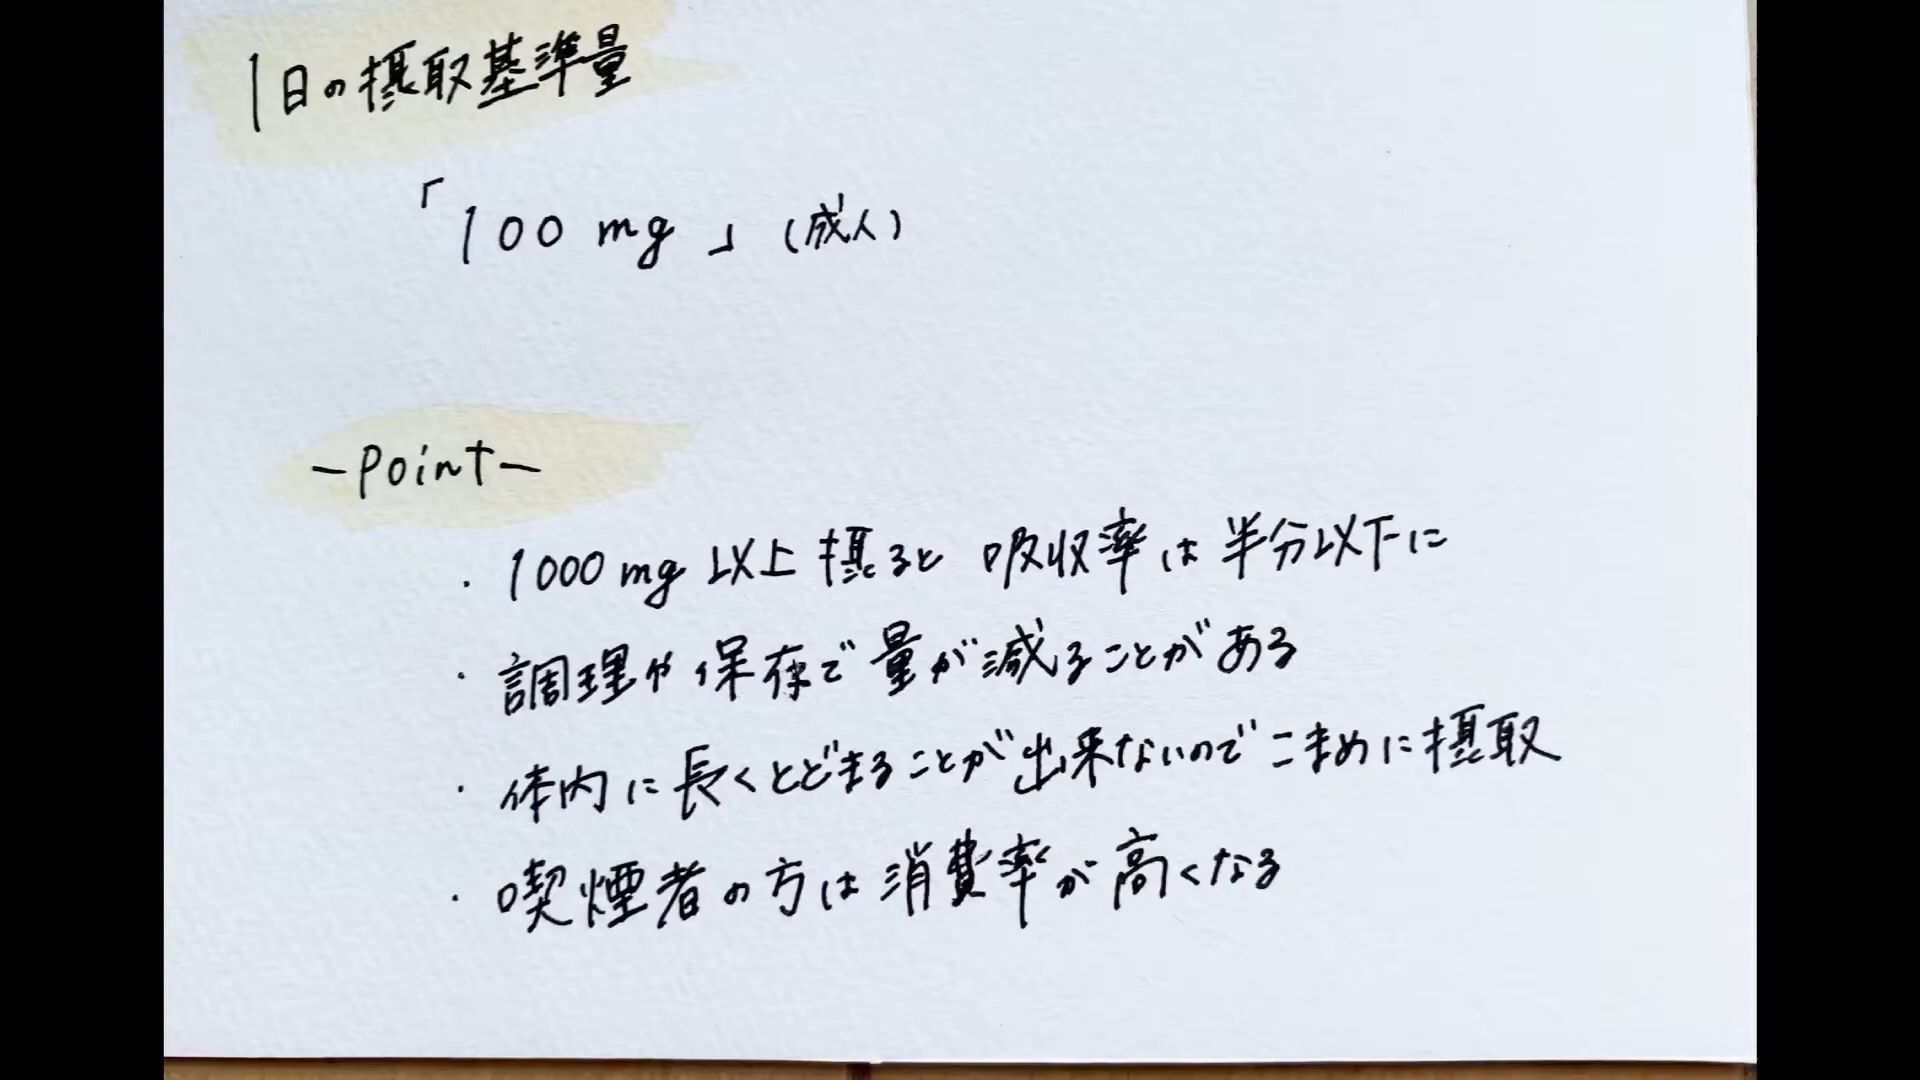 1日の摂取基準量
「100mg」(成人)
-Point-
・1000mg以上摂ると吸収率は半分以下に
・調理や保存で量が減ることがある
・体内に長くとどまることが出来ないのでこまめに摂取
・喫煙者の方は消費率が高くなる